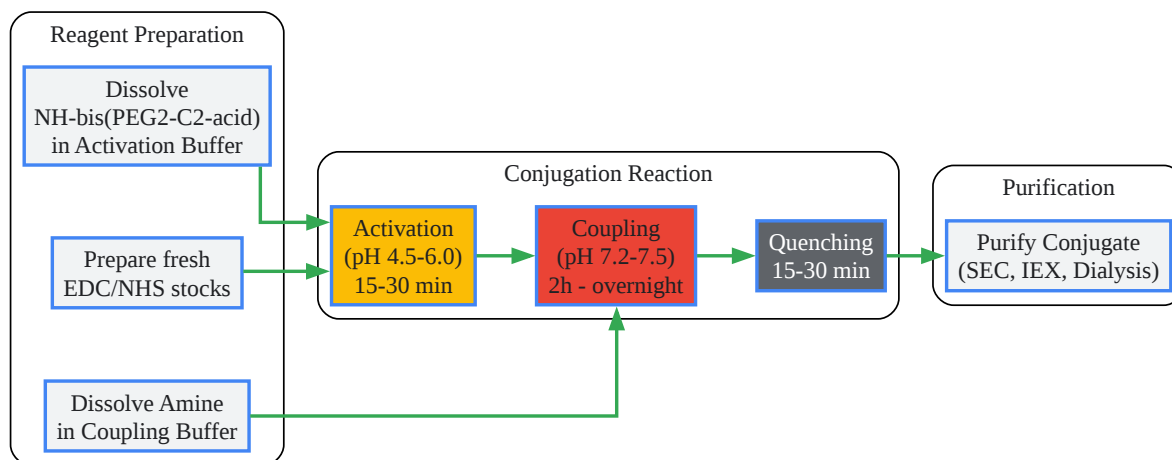 Reagent Preparation
Dissolve
NH-bis(PEG2-C2-acid)
in Activation Buffer
Prepare fresh
EDC/NHS stocks
Dissolve Amine
in Coupling Buffer
Conjugation Reaction
Activation
(pH 4.5-6.0)
15-30 min
Coupling
(pH 7.2-7.5)
2h - overnight
Quenching
15-30 min
Purification
Purify Conjugate
(SEC, IEX, Dialysis)